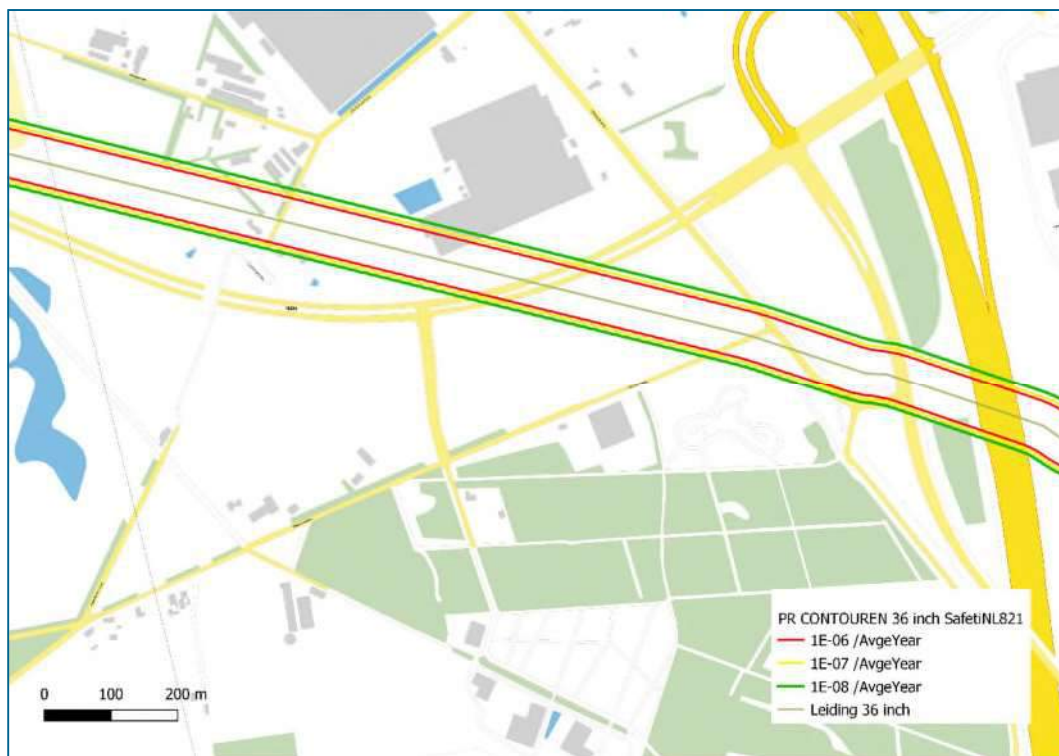 PR CONTOUREN 36 inch SafetiNL821
1E-06 /AvgeYear
1E-07 /AvgeYear
1E-08 /AvgeYear
Leiding 36 inch
0 100 200 m